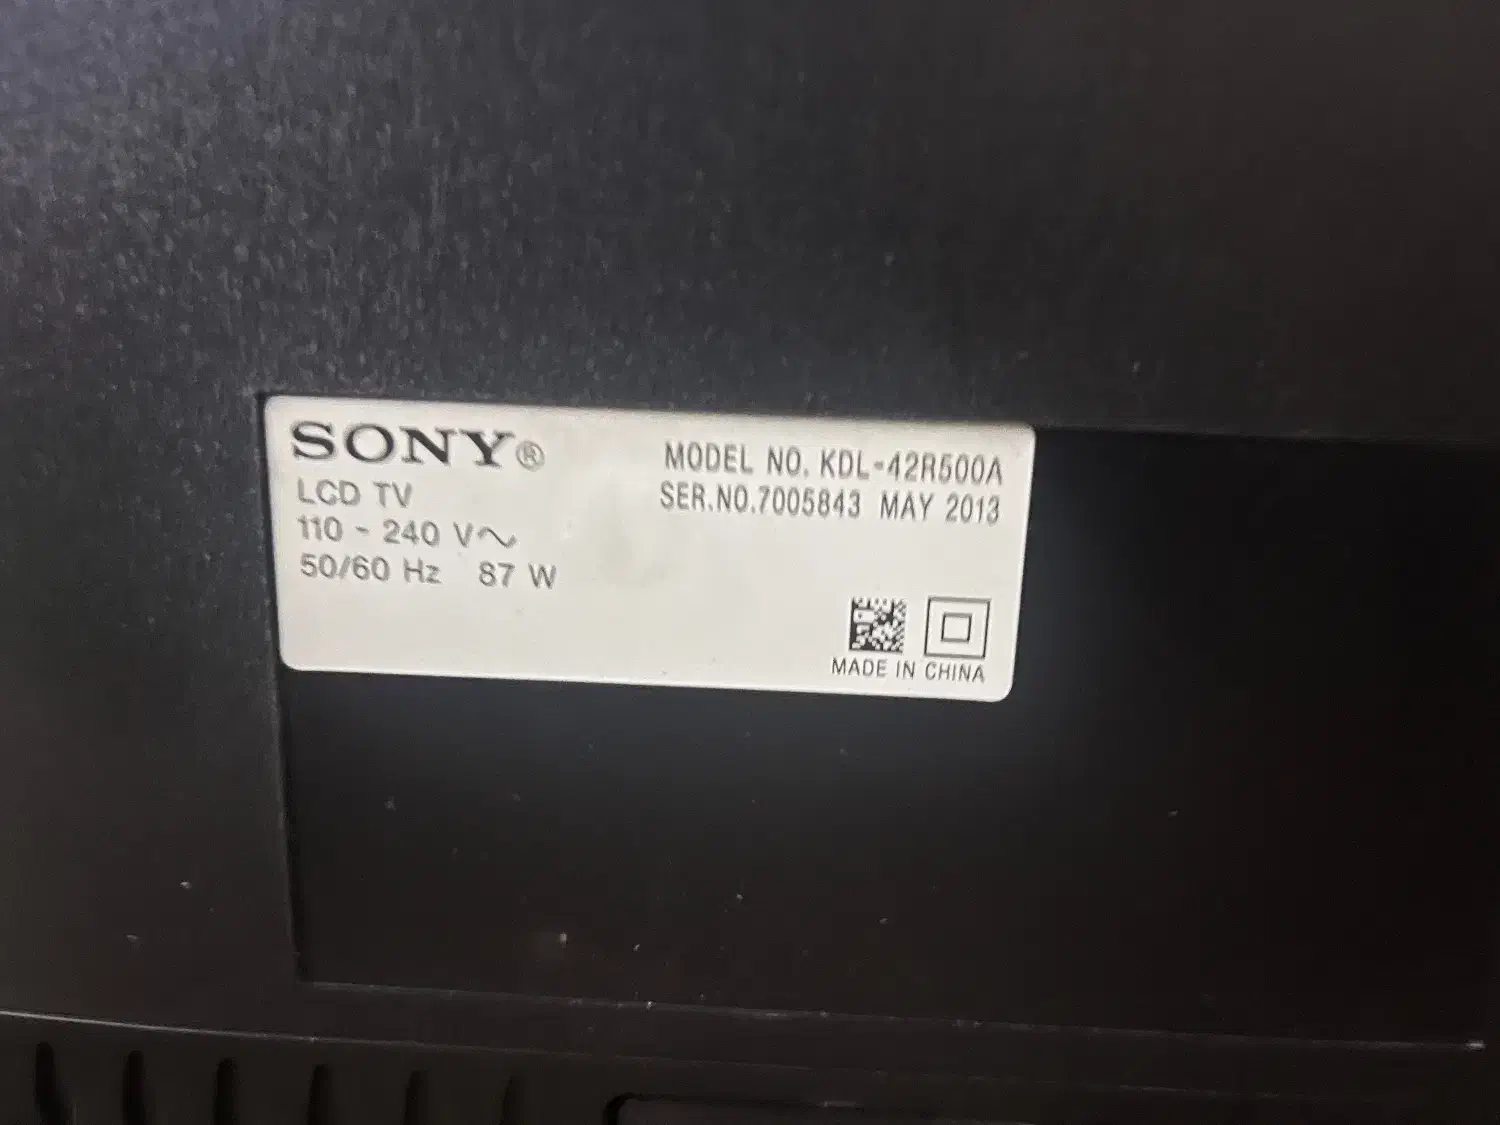 SONY®
LCD TV
110 - 240 V~
50/60 Hz 87 W
MODEL NO. KDL-42R500A
SER.NO.7005843 MAY 2013
MADE IN CHINA